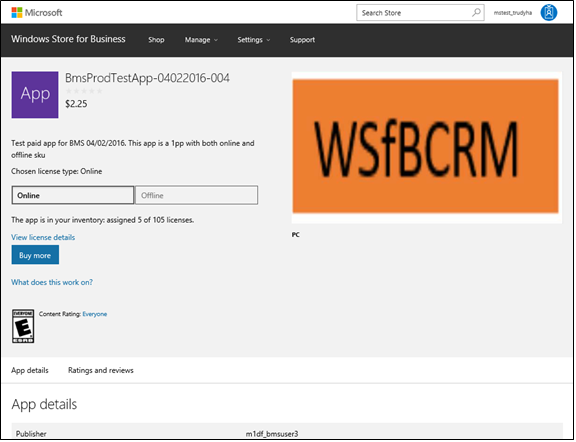 Microsoft
Search Store
mstest_trudyha
Windows Store for Business
Shop
Manage
Settings
Support
App
BmsProdTestApp-04022016-004
$2.25
Test paid app for BMS 04/02/2016. This app is a 1pp with both online and
offline sku
Chosen license type: Online
Online
Offline
The app is in your inventory: assigned 5 of 105 licenses.
View license details
Buy more
What does this work on?
WSfBCRM
PC
EVERYONE
E
ESRB
Content Rating: Everyone
App details
Ratings and reviews
App details
Publisher
m1df_bmsuser3